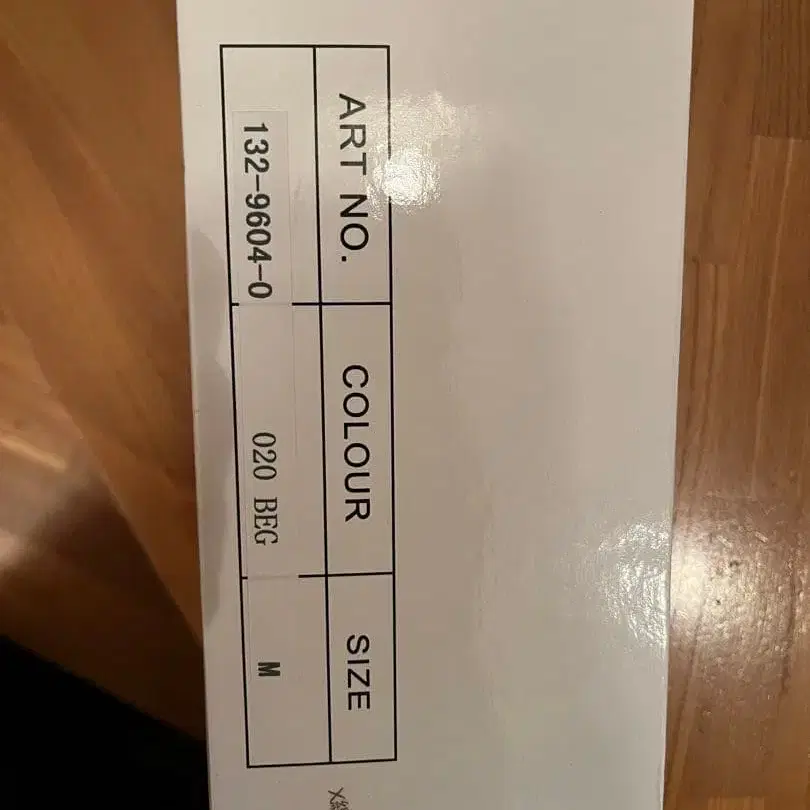 ART NO. COLOUR SIZE
132-9604-0 020 BEG M